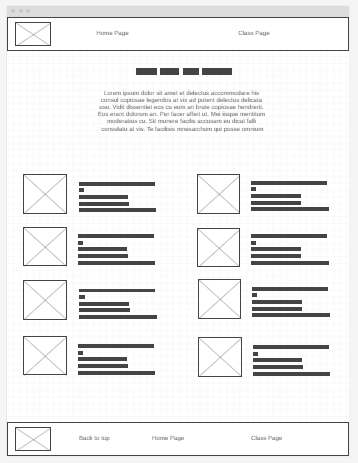 Home Page
Class Page
Lorem ipsum dolor sit amet et delectus accommodare his
consul copiosae legendos at vix ad putent delectus delicata
usu. Vidit dissentiet eos cu eum an brute copiosae hendrerit.
Eos erant dolorum an. Per facer affert ut. Mei iisque mentitum
moderatius cu. Sit munere facilis accusam eu dicat falli
consulatu at vis. Te facilisis mnesarchum qui posse omnium
Back to top
Home Page
Class Page